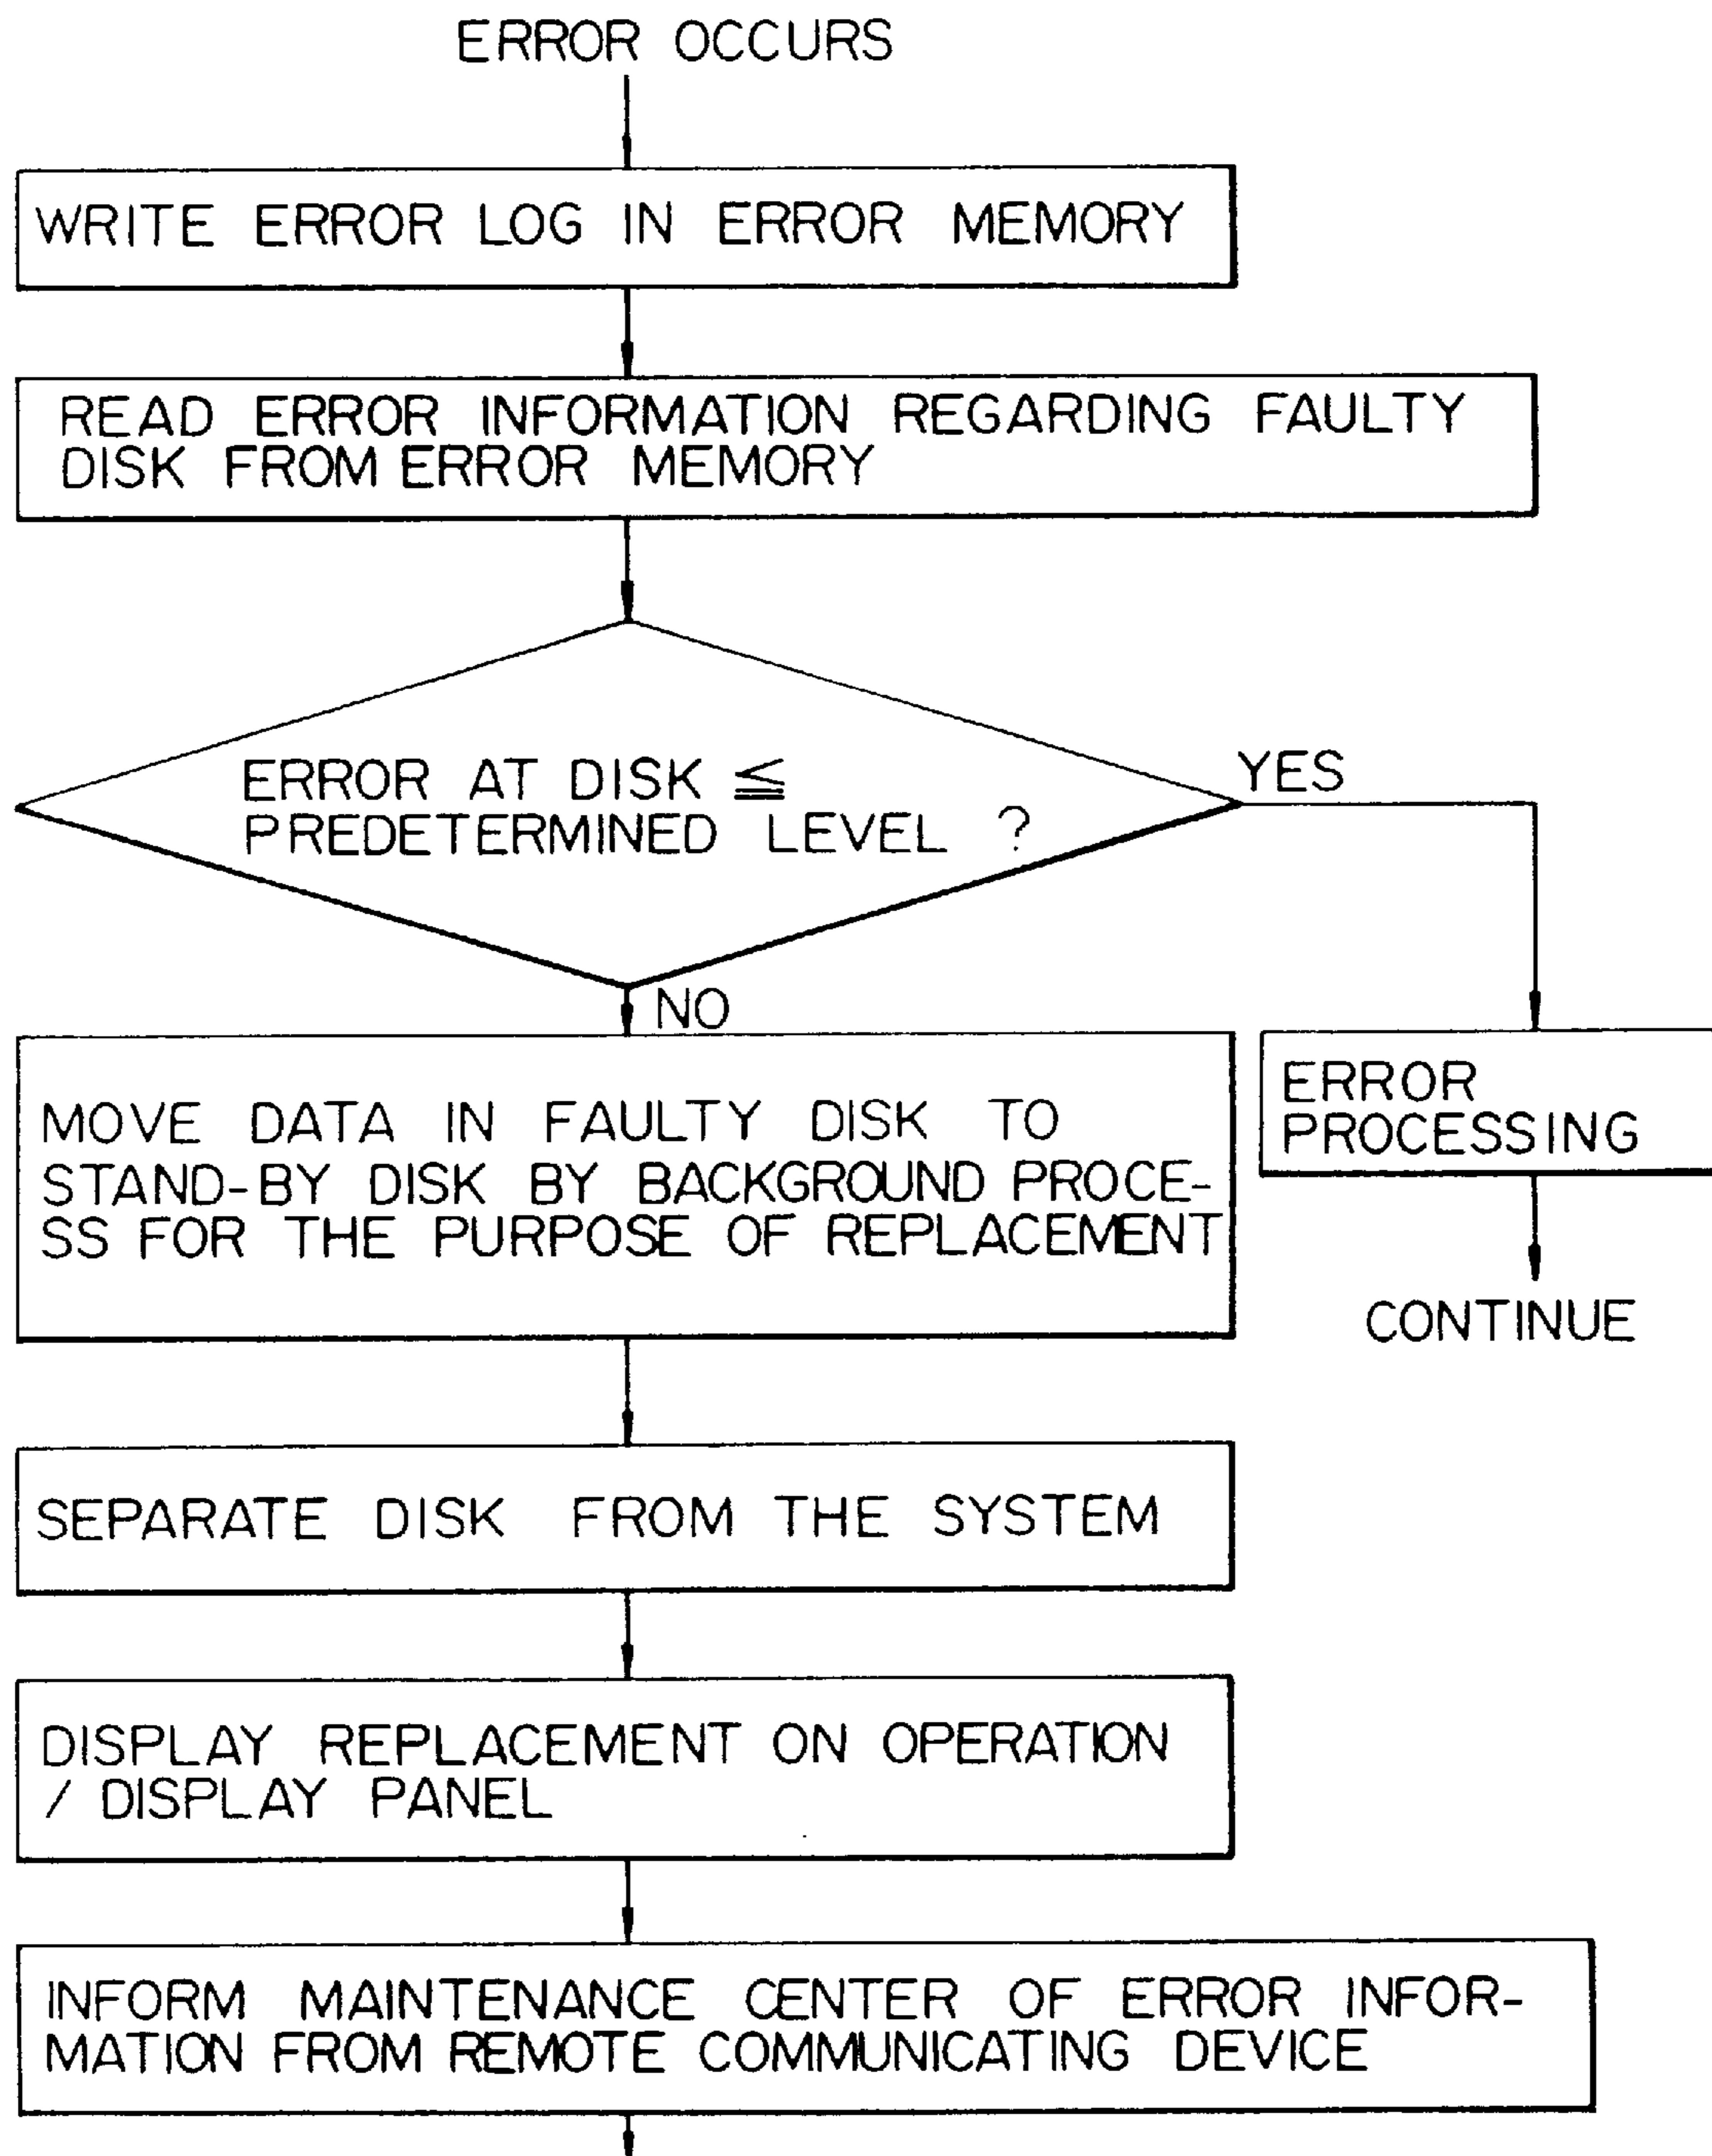 ERROR OCCURS
WRITE ERROR LOG IN ERROR MEMORY
READ ERROR INFORMATION REGARDING FAULTY
DISK FROM ERROR MEMORY
ERROR AT DISK ≦
PREDETERMINED LEVEL ?
YES
NO
MOVE DATA IN FAULTY DISK TO
STAND-BY DISK BY BACKGROUND PROCE-
SS FOR THE PURPOSE OF REPLACEMENT
ERROR
PROCESSING
CONTINUE
SEPARATE DISK FROM THE SYSTEM
DISPLAY REPLACEMENT ON OPERATION
/ DISPLAY PANEL
INFORM MAINTENANCE CENTER OF ERROR INFOR-
MATION FROM REMOTE COMMUNICATING DEVICE